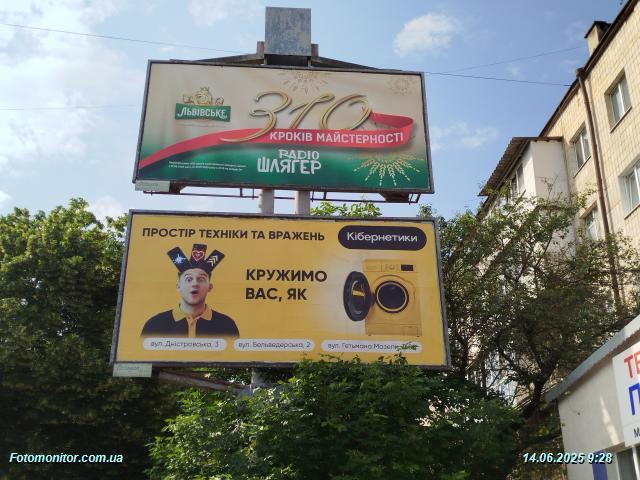 ЛЬВІВСЬКЕ
310
КРОКІВ МАЙСТЕРНОСТІ
РАДІО
ШЛЯГЕР
ПРОСТІР ТЕХНІКИ ТА ВРАЖЕНЬ
Кібернетики
КРУЖИМО
ВАС, ЯК
вул. Дністровська, 3
вул. Бельведерська, 2
вул. Гетьмана Мазепи
Fotomonitor.com.ua
14.06.2025 9:28